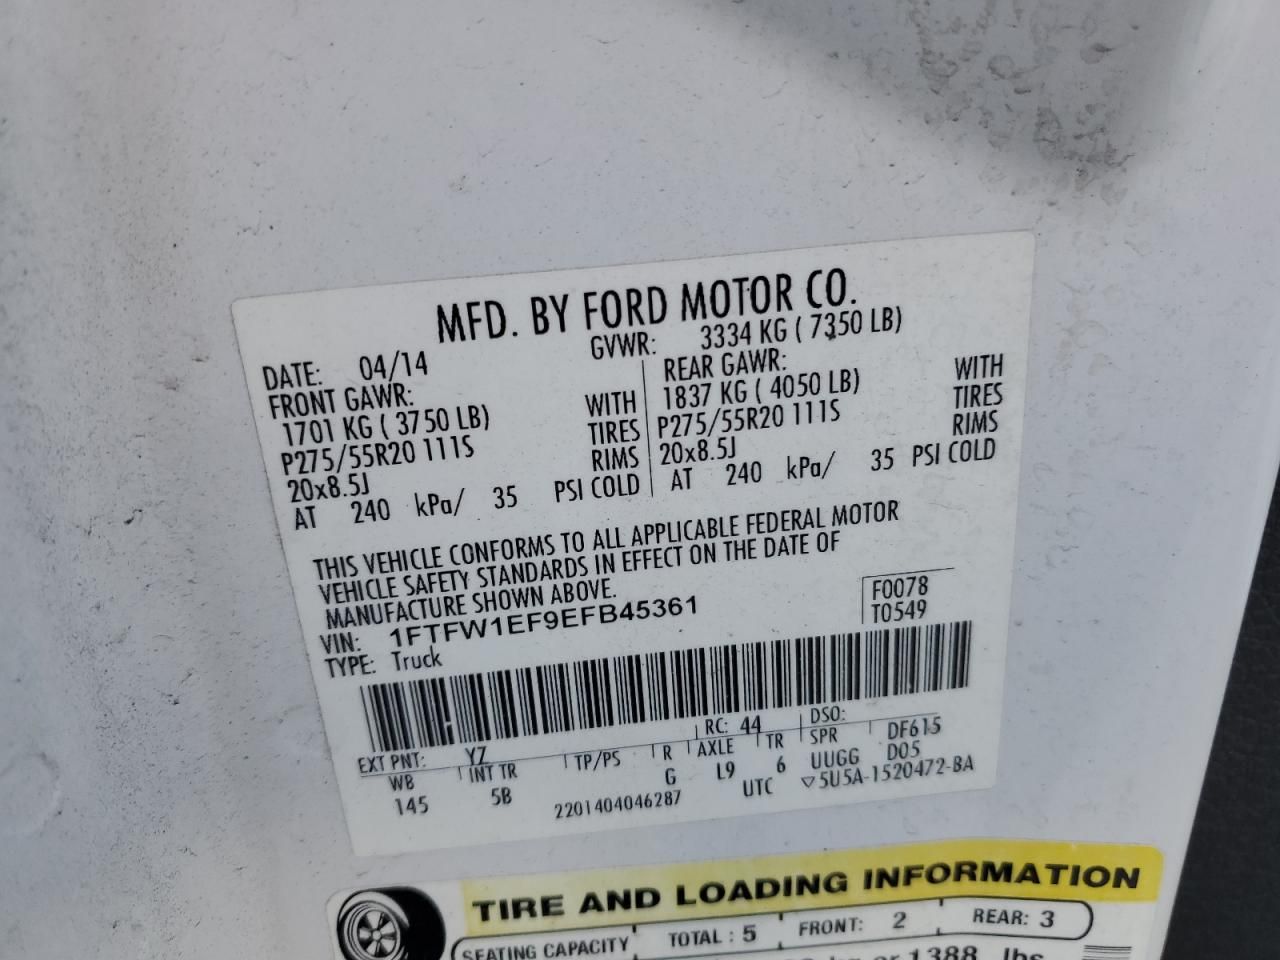 MFD. BY FORD MOTOR CO.
DATE: 04/14 GVWR: 3334 KG ( 7350 LB)
FRONT GAWR: REAR GAWR:
1701 KG ( 3750 LB) WITH 1837 KG ( 4050 LB) WITH
P275/55R20 111S TIRES P275/55R20 111S TIRES
20x8.5J RIMS 20x8.5J RIMS
AT 240 kPa/ 35 PSI COLD AT 240 kPa/ 35 PSI COLD
THIS VEHICLE CONFORMS TO ALL APPLICABLE FEDERAL MOTOR
VEHICLE SAFETY STANDARDS IN EFFECT ON THE DATE OF
MANUFACTURE SHOWN ABOVE.
F0078
VIN: 1FTFW1EF9EFB45361
T0549
TYPE: Truck
EXT PNT: YZ RC: 44 DSO:
WB INT TR TP/PS R AXLE TR SPR DF615
145 5B G L9 6 UUGG D05
2201404046287 UTC ▽5U5A-1520472-BA
TIRE AND LOADING INFORMATION
SEATING CAPACITY TOTAL : 5 FRONT: 2 REAR: 3
kg or 1388 lbs